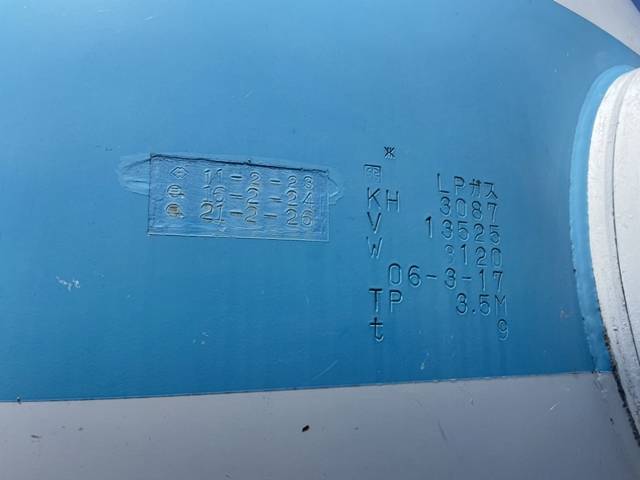 11-2-23
16-2-24
21-2-26
※
LPガス
KH 3087
V 13525
W 9120
06-3-17
TP 3.5M
t 9